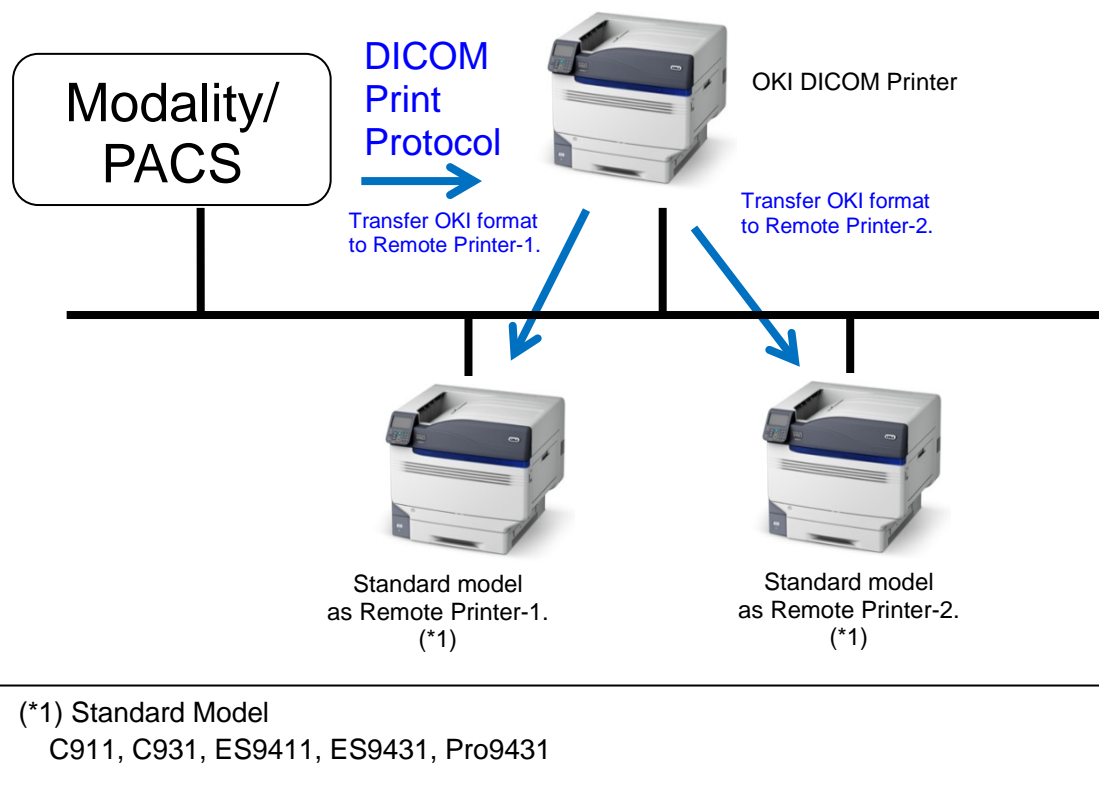 Modality/
PACS
DICOM
Print
Protocol
OKI DICOM Printer
Transfer OKI format
to Remote Printer-1.
Transfer OKI format
to Remote Printer-2.
Standard model
as Remote Printer-1.
(*1)
Standard model
as Remote Printer-2.
(*1)
(*1) Standard Model
C911, C931, ES9411, ES9431, Pro9431